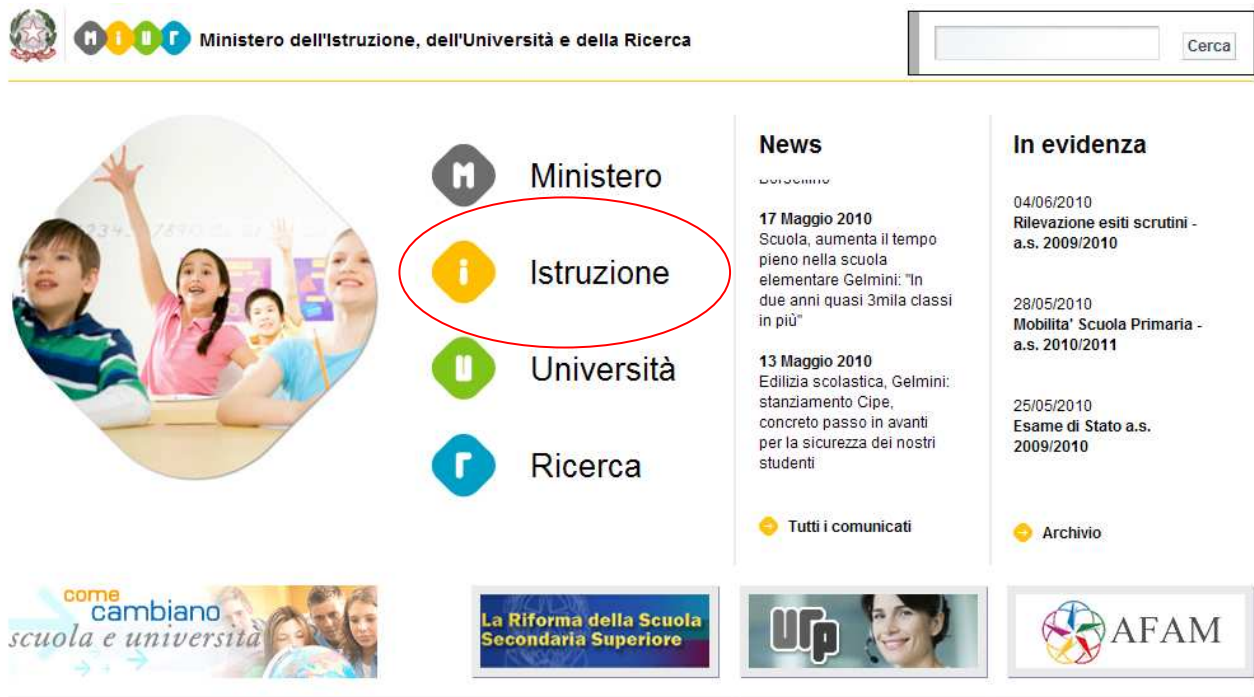 MIUr Ministero dell'Istruzione, dell'Università e della Ricerca
Cerca
M Ministero
i Istruzione
U Università
r Ricerca
News
17 Maggio 2010
Scuola, aumenta il tempo
pieno nella scuola
elementare Gelmini: "In
due anni quasi 3mila classi
in più"
13 Maggio 2010
Edilizia scolastica, Gelmini:
stanziamento Cipe,
concreto passo in avanti
per la sicurezza dei nostri
studenti
Tutti i comunicati
In evidenza
04/06/2010
Rilevazione esiti scrutini -
a.s. 2009/2010
28/05/2010
Mobilita' Scuola Primaria -
a.s. 2010/2011
25/05/2010
Esame di Stato a.s.
2009/2010
Archivio
come
cambiano
scuola e università
La Riforma della Scuola
Secondaria Superiore
Urp
AFAM